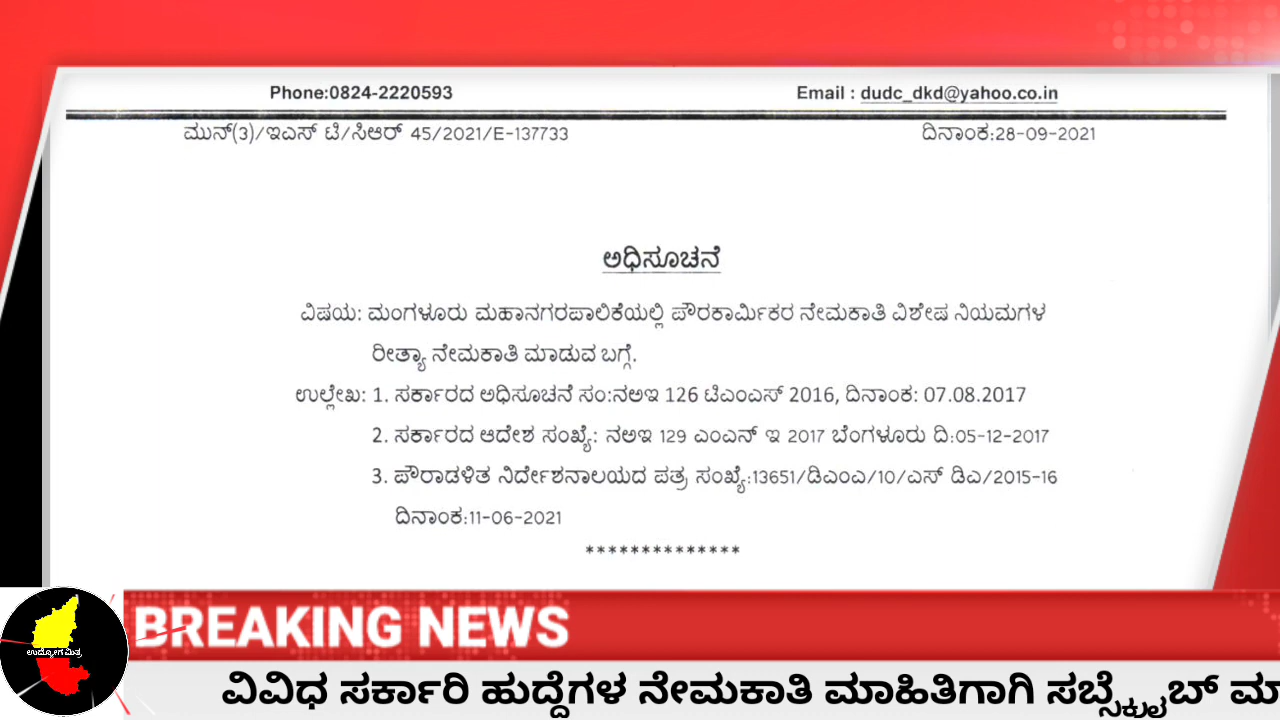 Phone:0824-2220593 Email : dudc_dkd@yahoo.co.in
ಮುನ್(3)/ಇಎಸ್ ಟಿ/ಸಿಆರ್ 45/2021/E-137733 ದಿನಾಂಕ:28-09-2021
ಅಧಿಸೂಚನೆ
ವಿಷಯ: ಮಂಗಳೂರು ಮಹಾನಗರಪಾಲಿಕೆಯಲ್ಲಿ ಪೌರಕಾರ್ಮಿಕರ ನೇಮಕಾತಿ ವಿಶೇಷ ನಿಯಮಗಳ
ರೀತ್ಯಾ ನೇಮಕಾತಿ ಮಾಡುವ ಬಗ್ಗೆ.
ಉಲ್ಲೇಖ: 1. ಸರ್ಕಾರದ ಅಧಿಸೂಚನೆ ಸಂ:ನಅಇ 126 ಟಿಎಂಎಸ್ 2016, ದಿನಾಂಕ: 07.08.2017
2. ಸರ್ಕಾರದ ಆದೇಶ ಸಂಖ್ಯೆ: ನಅಇ 129 ಎಂಎನ್ ಇ 2017 ಬೆಂಗಳೂರು ದಿ:05-12-2017
3. ಪೌರಾಡಳಿತ ನಿರ್ದೇಶನಾಲಯದ ಪತ್ರ ಸಂಖ್ಯೆ:13651/ಡಿಎಂಎ/10/ಎಸ್ ಡಿಎ/2015-16
ದಿನಾಂಕ:11-06-2021
**************
BREAKING NEWS
ಉದ್ಯೋಗ ಮಿತ್ರ
ವಿವಿಧ ಸರ್ಕಾರಿ ಹುದ್ದೆಗಳ ನೇಮಕಾತಿ ಮಾಹಿತಿಗಾಗಿ ಸಬ್ಸ್ಕ್ರೈಬ್ ಮಾ